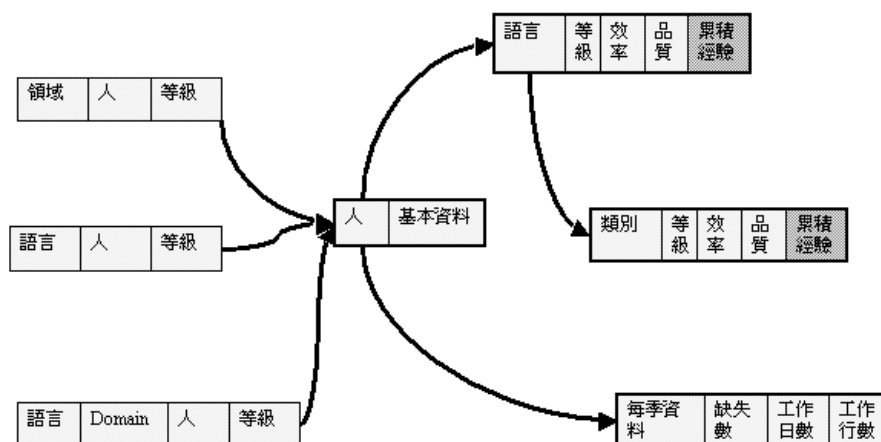 語言 等級 效率 品質 累積經驗
領域 人 等級
人 基本資料
語言 人 等級
類別 等級 效率 品質 累積經驗
語言 Domain 人 等級
每季資料 缺失數 工作日數 工作行數